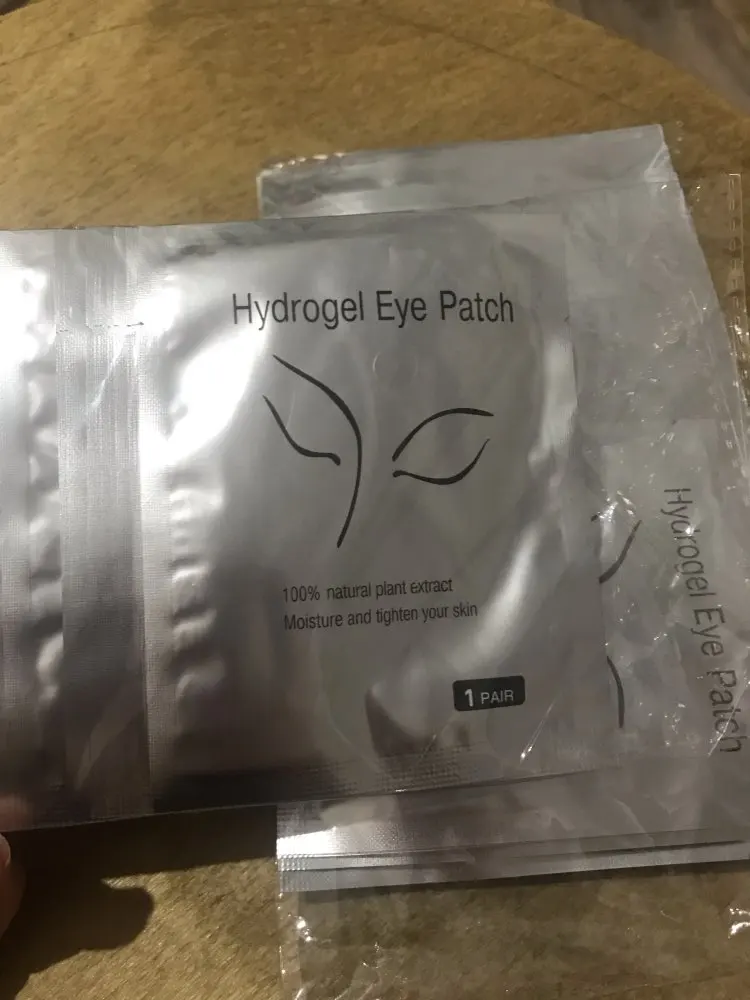 Hydrogel Eye Patch
100% natural plant extract
Moisture and tighten your skin
1 PAIR
Hydrogel Eye Patch